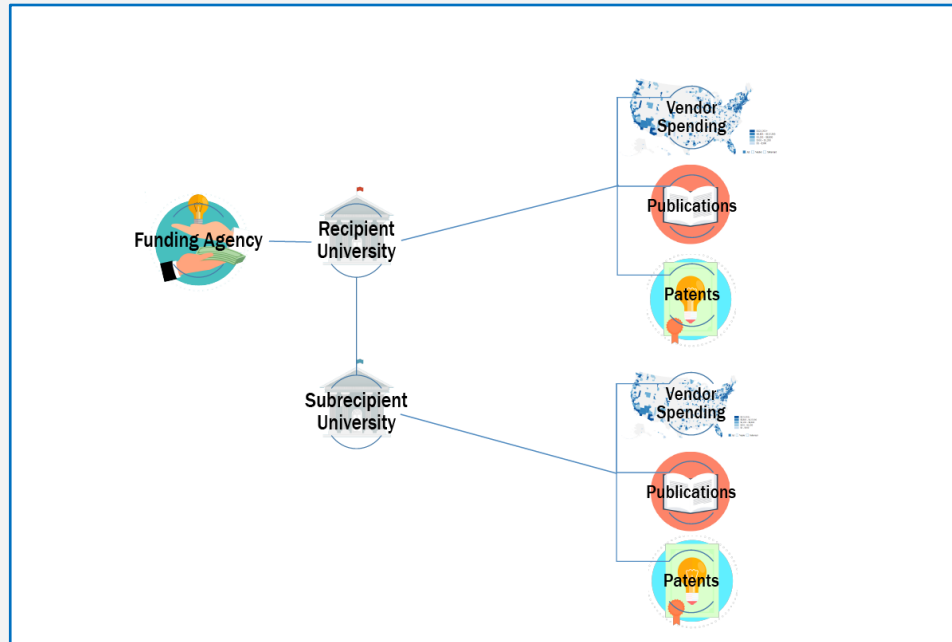 Vendor
Spending
Publications
Funding Agency
Recipient
University
Patents
Subrecipient
University
Vendor
Spending
Publications
Patents